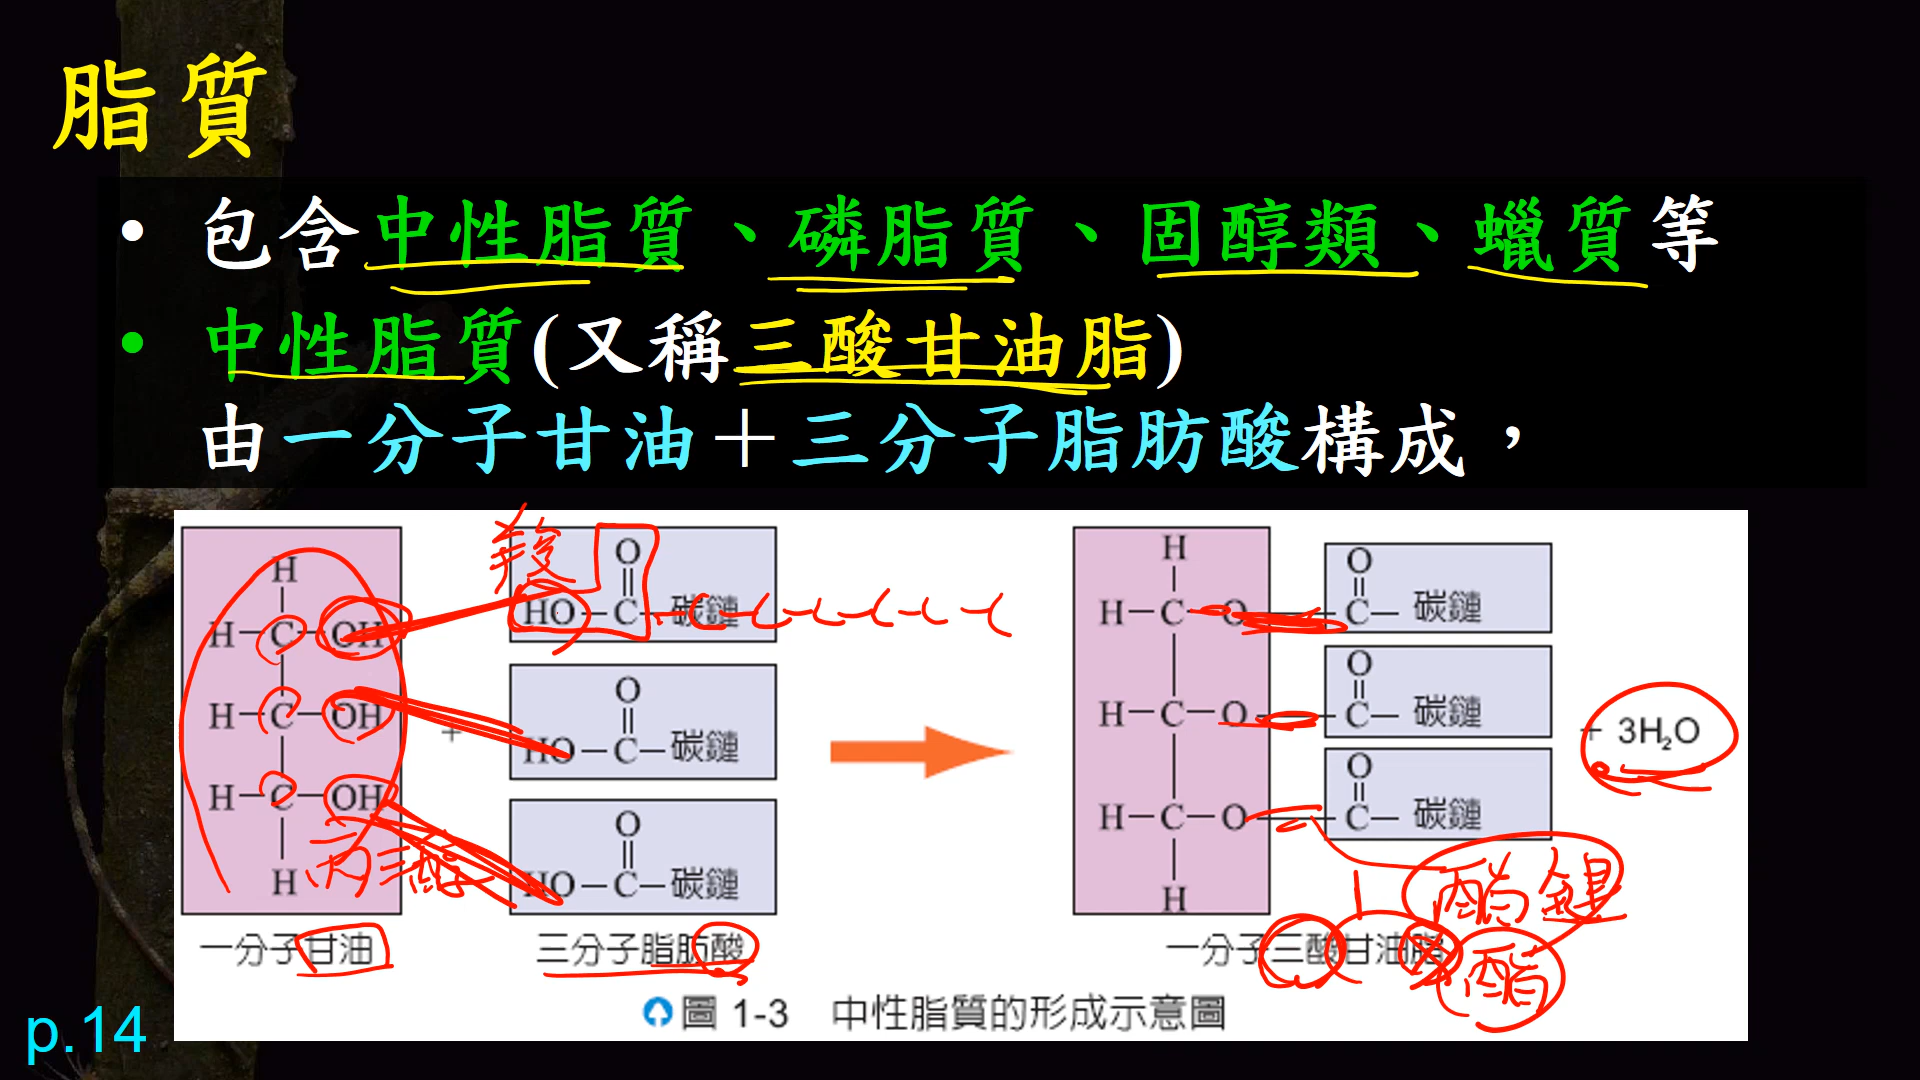 脂質
• 包含中性脂質、磷脂質、固醇類、蠟質等
• 中性脂質(又稱三酸甘油脂)
由一分子甘油＋三分子脂肪酸構成，
H
H－C－OH
H－C－OH
H－C－OH
H
丙三醇
一分子甘油
+
羧
O
HO－C－碳鏈
O
HO－C－碳鏈
O
HO－C－碳鏈
三分子脂肪酸
H
H－C－O
H－C－O
H－C－O
H
O
C－碳鏈
O
C－碳鏈
O
C－碳鏈
+ 3H₂O
酯鍵
一分子三酸甘油脂
酯
圖 1-3 中性脂質的形成示意圖
p.14